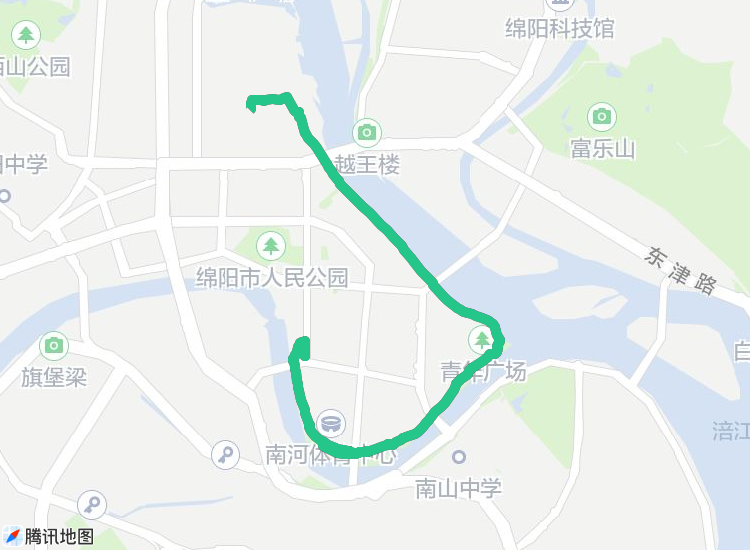 绵阳科技馆
西山公园
富乐山
越王楼
中学
东津路
绵阳市人民公园
青年广场
旗堡梁
白
涪江
南河体育中心
南山中学
腾讯地图